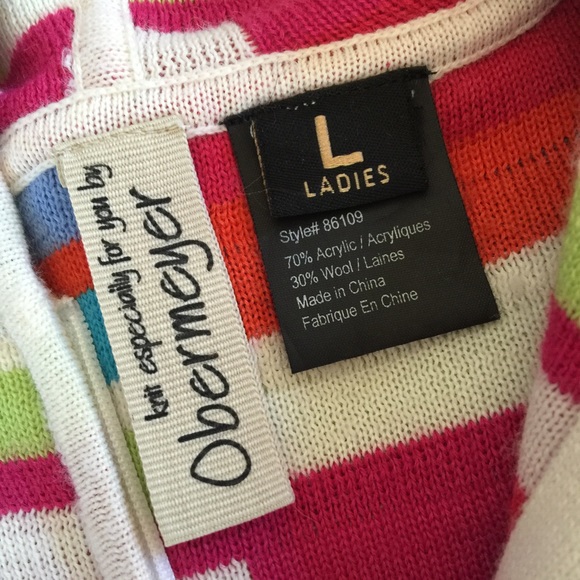 knit especially for you by
Obermeyer
L
LADIES
Style# 86109
70% Acrylic / Acryliques
30% Wool / Laines
Made in China
Fabrique En Chine